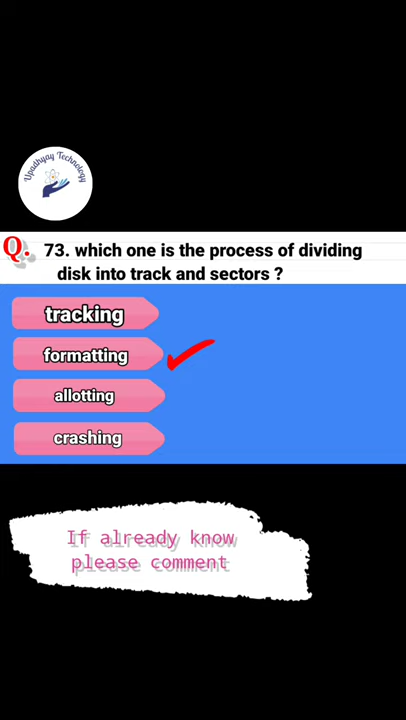 Upadhyay Technology
Q. 73. which one is the process of dividing
disk into track and sectors ?
tracking
formatting
allotting
crashing
If already know
please comment